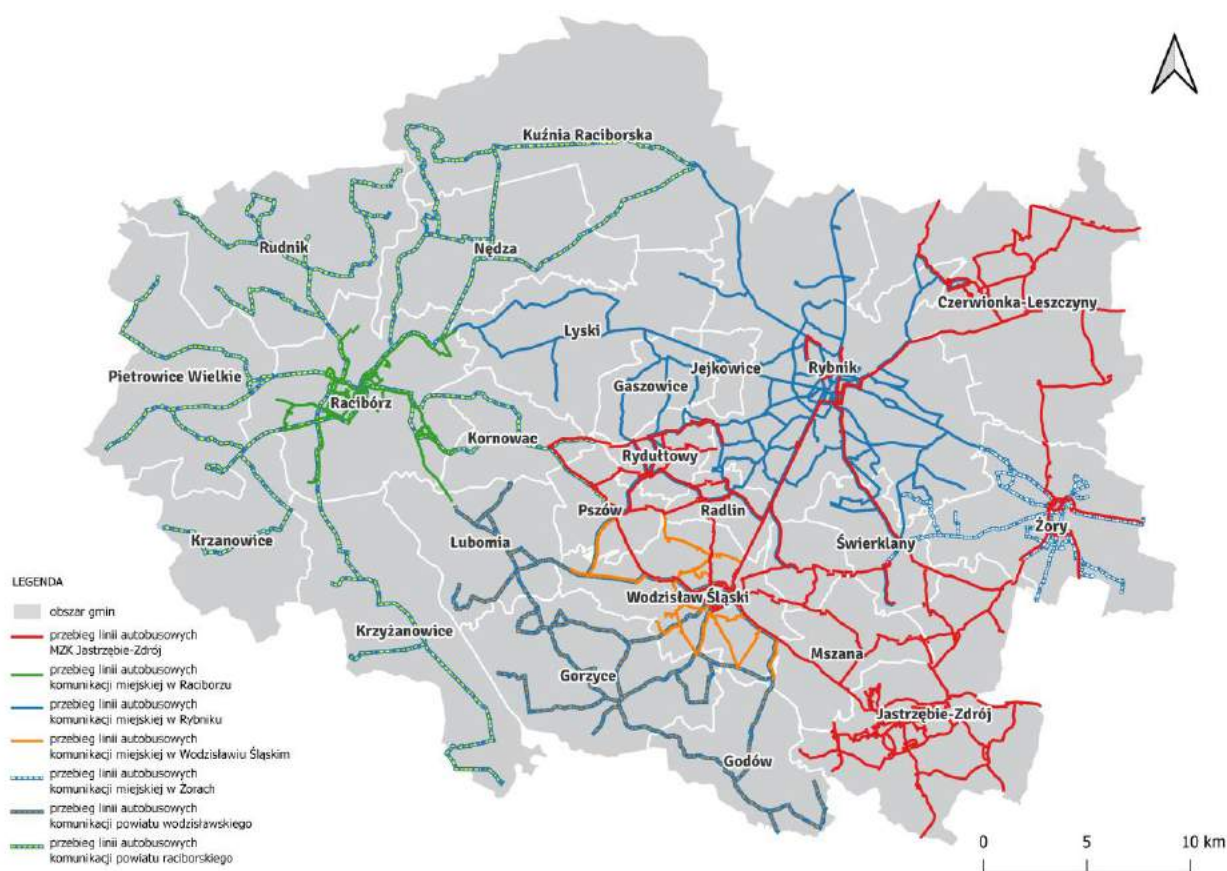 Kuźnia Raciborska
Rudnik
Nędza
Czerwionka-Leszczyny
Lyski
Pietrowice Wielkie
Jejkowice
Rybnik
Gaszowice
Racibórz
Kornowac
Rydułtowy
Pszów
Radlin
Żory
Krzanowice
Lubomia
Świerklany
Wodzisław Śląski
Krzyżanowice
Mszana
Gorzyce
Jastrzębie-Zdrój
Godów
LEGENDA
obszar gmin
przebieg linii autobusowych
MZK Jastrzębie-Zdrój
przebieg linii autobusowych
komunikacji miejskiej w Raciborzu
przebieg linii autobusowych
komunikacji miejskiej w Rybniku
przebieg linii autobusowych
komunikacji miejskiej w Wodzisławiu Śląskim
przebieg linii autobusowych
komunikacji miejskiej w Żorach
przebieg linii autobusowych
komunikacji powiatu wodzisławskiego
przebieg linii autobusowych
komunikacji powiatu raciborskiego
0 5 10 km